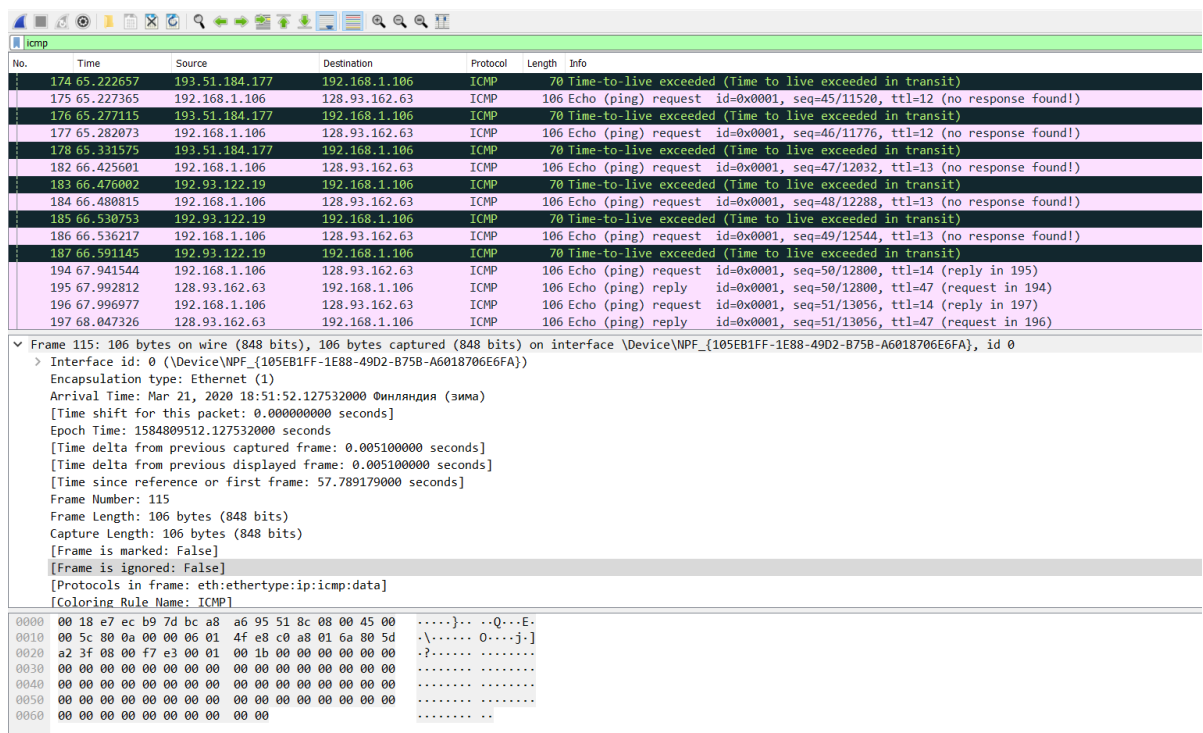 icmp
No. Time Source Destination Protocol Length Info
174 65.222657 193.51.184.177 192.168.1.106 ICMP 70 Time-to-live exceeded (Time to live exceeded in transit)
175 65.227365 192.168.1.106 128.93.162.63 ICMP 106 Echo (ping) request id=0x0001, seq=45/11520, ttl=12 (no response found!)
176 65.277115 193.51.184.177 192.168.1.106 ICMP 70 Time-to-live exceeded (Time to live exceeded in transit)
177 65.282073 192.168.1.106 128.93.162.63 ICMP 106 Echo (ping) request id=0x0001, seq=46/11776, ttl=12 (no response found!)
178 65.331575 193.51.184.177 192.168.1.106 ICMP 70 Time-to-live exceeded (Time to live exceeded in transit)
182 66.425601 192.168.1.106 128.93.162.63 ICMP 106 Echo (ping) request id=0x0001, seq=47/12032, ttl=13 (no response found!)
183 66.476002 192.93.122.19 192.168.1.106 ICMP 70 Time-to-live exceeded (Time to live exceeded in transit)
184 66.480815 192.168.1.106 128.93.162.63 ICMP 106 Echo (ping) request id=0x0001, seq=48/12288, ttl=13 (no response found!)
185 66.530753 192.93.122.19 192.168.1.106 ICMP 70 Time-to-live exceeded (Time to live exceeded in transit)
186 66.536217 192.168.1.106 128.93.162.63 ICMP 106 Echo (ping) request id=0x0001, seq=49/12544, ttl=13 (no response found!)
187 66.591145 192.93.122.19 192.168.1.106 ICMP 70 Time-to-live exceeded (Time to live exceeded in transit)
194 67.941544 192.168.1.106 128.93.162.63 ICMP 106 Echo (ping) request id=0x0001, seq=50/12800, ttl=14 (reply in 195)
195 67.992812 128.93.162.63 192.168.1.106 ICMP 106 Echo (ping) reply id=0x0001, seq=50/12800, ttl=47 (request in 194)
196 67.996977 192.168.1.106 128.93.162.63 ICMP 106 Echo (ping) request id=0x0001, seq=51/13056, ttl=14 (reply in 197)
197 68.047326 128.93.162.63 192.168.1.106 ICMP 106 Echo (ping) reply id=0x0001, seq=51/13056, ttl=47 (request in 196)
Frame 115: 106 bytes on wire (848 bits), 106 bytes captured (848 bits) on interface \Device\NPF_{105EB1FF-1E88-49D2-B75B-A6018706E6FA}, id 0
Interface id: 0 (\Device\NPF_{105EB1FF-1E88-49D2-B75B-A6018706E6FA})
Encapsulation type: Ethernet (1)
Arrival Time: Mar 21, 2020 18:51:52.127532000 Финляндия (зима)
[Time shift for this packet: 0.000000000 seconds]
Epoch Time: 1584809512.127532000 seconds
[Time delta from previous captured frame: 0.005100000 seconds]
[Time delta from previous displayed frame: 0.005100000 seconds]
[Time since reference or first frame: 57.789179000 seconds]
Frame Number: 115
Frame Length: 106 bytes (848 bits)
Capture Length: 106 bytes (848 bits)
[Frame is marked: False]
[Frame is ignored: False]
[Protocols in frame: eth:ethertype:ip:icmp:data]
[Coloring Rule Name: ICMP]
0000 00 18 e7 ec b9 7d bc a8 a6 95 51 8c 08 00 45 00 ·····}·· ··Q···E·
0010 00 5c 80 0a 00 00 06 01 4f e8 c0 a8 01 6a 80 5d ·\······ O····j·]
0020 a2 3f 08 00 f7 e3 00 01 00 1b 00 00 00 00 00 00 ·?······ ········
0030 00 00 00 00 00 00 00 00 00 00 00 00 00 00 00 00 ········ ········
0040 00 00 00 00 00 00 00 00 00 00 00 00 00 00 00 00 ········ ········
0050 00 00 00 00 00 00 00 00 00 00 00 00 00 00 00 00 ········ ········
0060 00 00 00 00 00 00 00 00 00 00 ········ ··